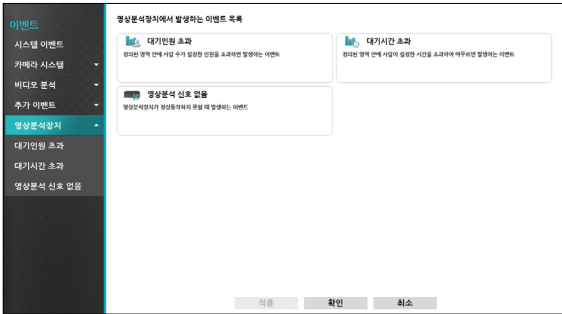 이벤트
시스템 이벤트
카메라 시스템
비디오 분석
추가 이벤트
영상분석장치
대기인원 초과
대기시간 초과
영상분석 신호 없음
영상분석장치에서 발생하는 이벤트 목록
대기인원 초과
정의된 영역 안에 사람 수가 설정한 인원을 초과하면 발생하는 이벤트
대기시간 초과
정의된 영역 안에 사람이 설정한 시간을 초과하여 머무르면 발생하는 이벤트
영상분석 신호 없음
영상분석장치가 정상동작하지 못할 때 발생하는 이벤트
적용
확인
취소